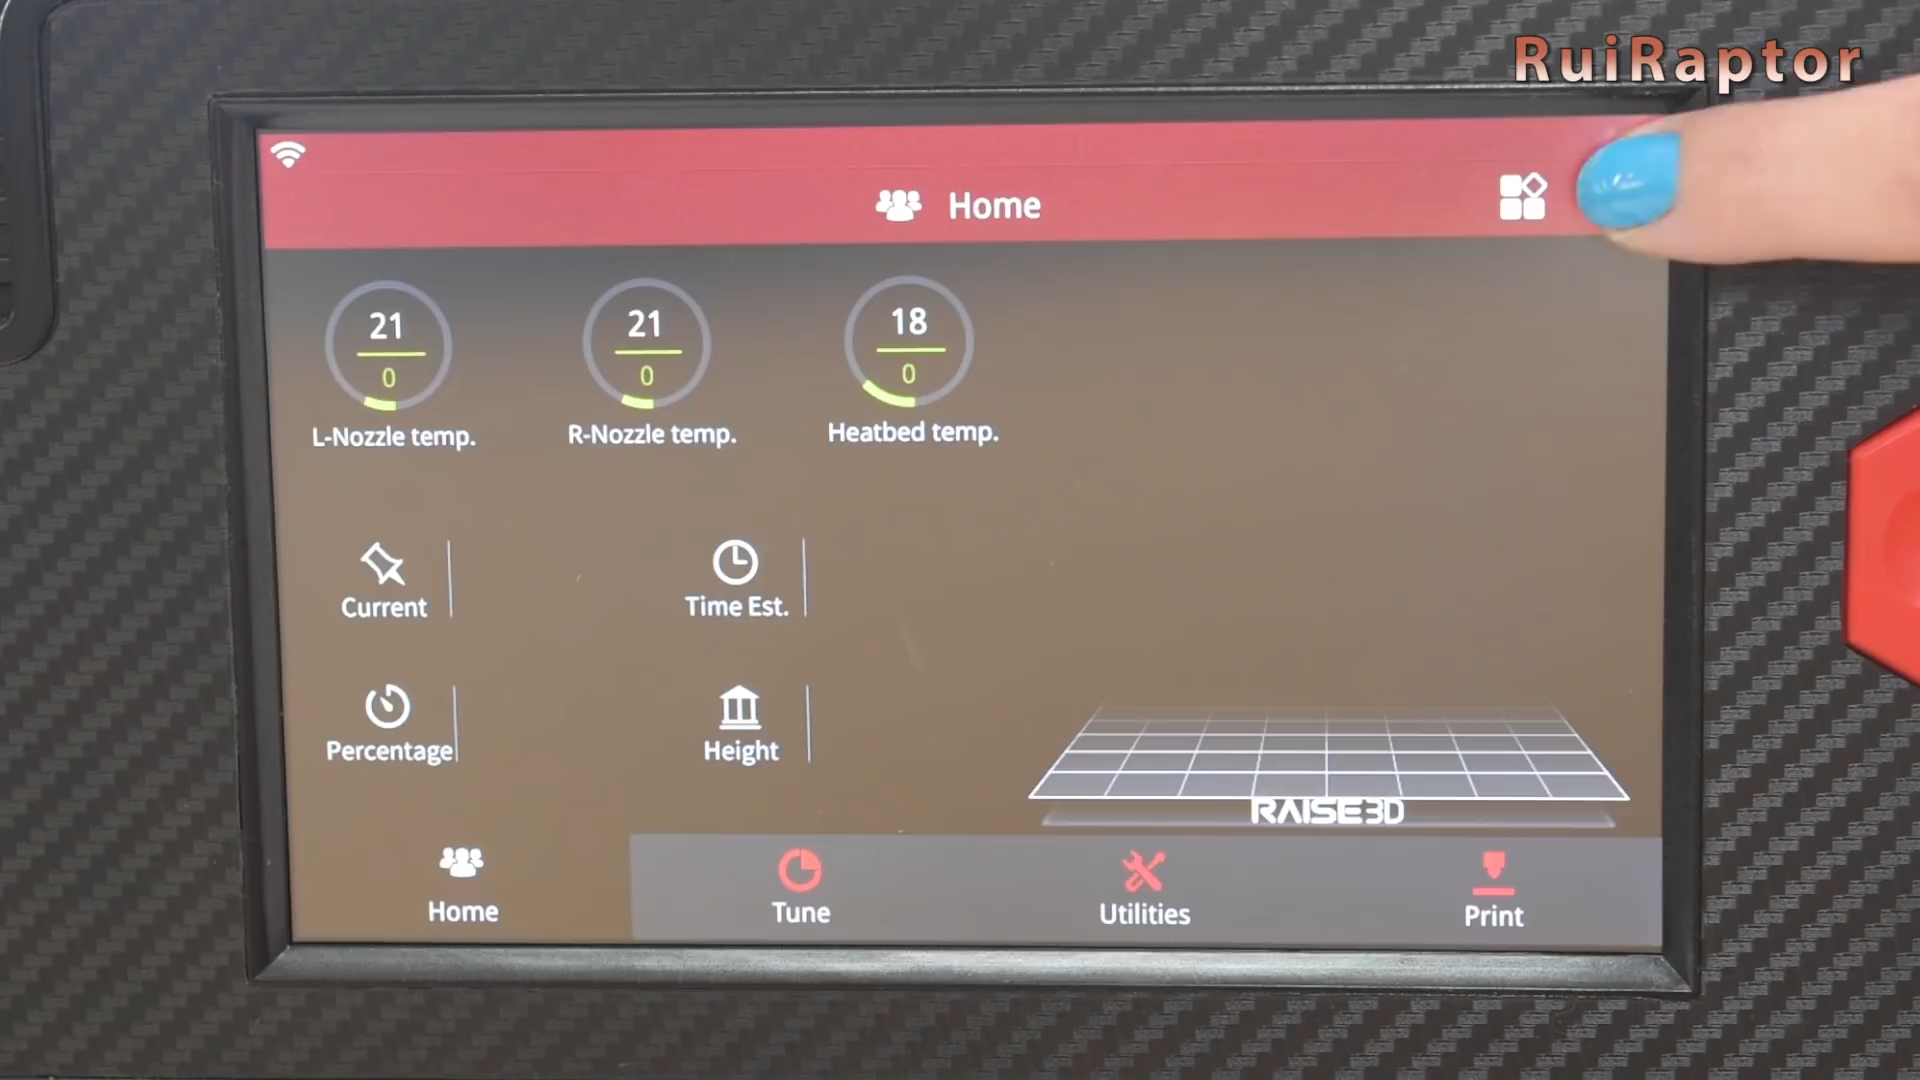 RuiRaptor
Home
21
0
L-Nozzle temp.
21
0
R-Nozzle temp.
18
0
Heatbed temp.
Current
Time Est.
Percentage
Height
RAISE3D
Home
Tune
Utilities
Print